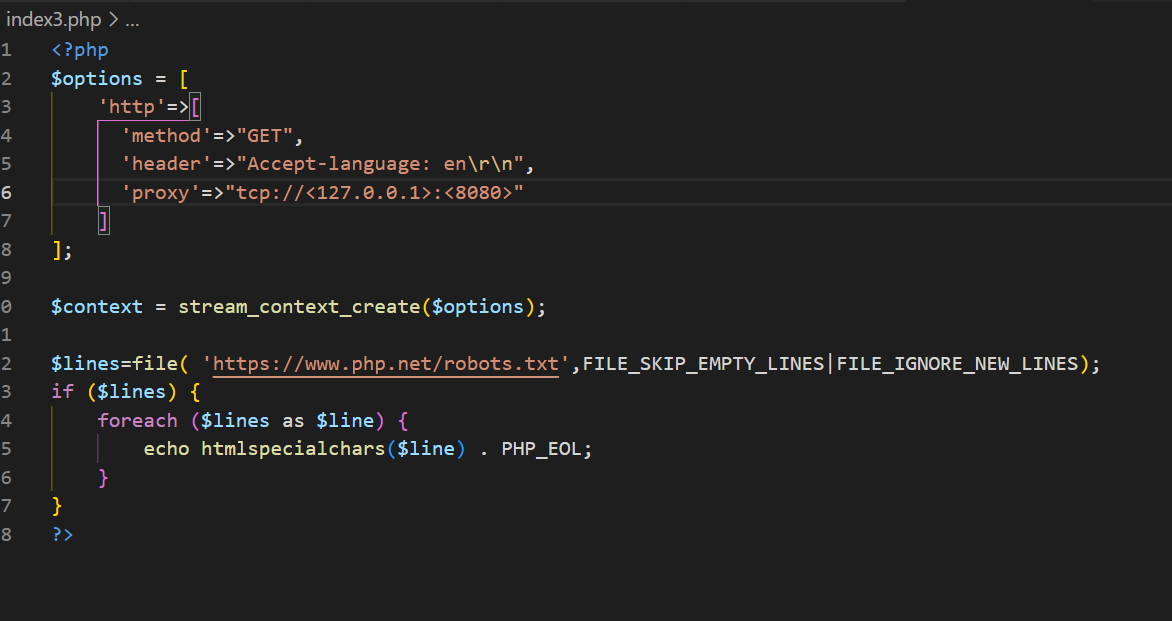 index3.php > ...
1 <?php
2 $options = [
3     'http'=>[
4       'method'=>"GET",
5       'header'=>"Accept-language: en\r\n",
6       'proxy'=>"tcp://<127.0.0.1>:<8080>"
7     ]
8 ];
9
0 $context = stream_context_create($options);
1
2 $lines=file( 'https://www.php.net/robots.txt',FILE_SKIP_EMPTY_LINES|FILE_IGNORE_NEW_LINES);
3 if ($lines) {
4     foreach ($lines as $line) {
5         echo htmlspecialchars($line) . PHP_EOL;
6     }
7 }
8 ?>